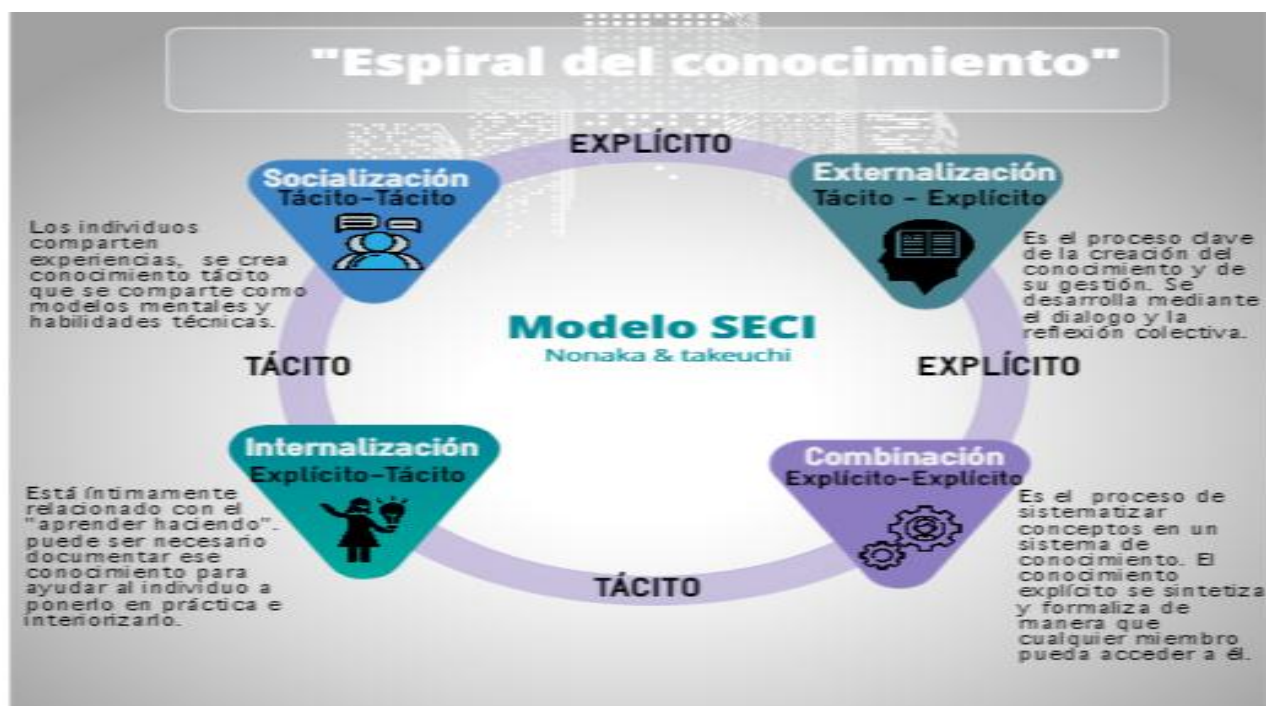 "Espiral del conocimiento"
EXPLÍCITO
Socialización
Tácito-Tácito
Los individuos
comparten
experiencias, se crea
conocimiento tácito
que se comparte como
modelos mentales y
habilidades técnicas.
Externalización
Tácito - Explícito
Es el proceso clave
de la creación del
conocimiento y de
su gestión. Se
desarrolla mediante
el dialogo y la
reflexión colectiva.
Modelo SECI
Nonaka & takeuchi
TÁCITO
EXPLÍCITO
Internalización
Explícito-Tácito
Está íntimamente
relacionado con el
"aprender haciendo".
puede ser necesario
documentar ese
conocimiento para
ayudar al individuo a
ponerlo en práctica e
interiorizarlo.
Combinación
Explícito-Explícito
Es el proceso de
sistematizar
conceptos en un
sistema de
conocimiento. El
conocimiento
explícito se sintetiza
y formaliza de
manera que
cualquier miembro
pueda acceder a él.
TÁCITO